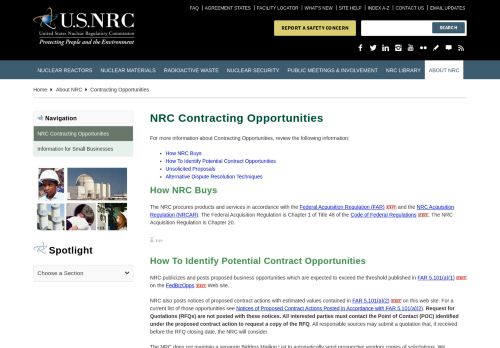 FAQ | AGREEMENT STATES | FACILITY LOCATOR | WHAT'S NEW | SITE HELP | INDEX A-Z | CONTACT US | EMAIL UPDATES
U.S.NRC
United States Nuclear Regulatory Commission
Protecting People and the Environment
REPORT A SAFETY CONCERN
SEARCH
NUCLEAR REACTORS NUCLEAR MATERIALS RADIOACTIVE WASTE NUCLEAR SECURITY PUBLIC MEETINGS & INVOLVEMENT NRC LIBRARY ABOUT NRC
Home About NRC Contracting Opportunities
Navigation
NRC Contracting Opportunities
Information for Small Businesses
Spotlight
Choose a Section
NRC Contracting Opportunities
For more information about Contracting Opportunities, review the following information:
How NRC Buys
How To Identify Potential Contract Opportunities
Unsolicited Proposals
Alternative Dispute Resolution Techniques
How NRC Buys
The NRC procures products and services in accordance with the Federal Acquisition Regulation (FAR) EXIT and the NRC Acquisition
Regulation (NRCAR). The Federal Acquisition Regulation is Chapter 1 of Title 48 of the Code of Federal Regulations EXIT. The NRC
Acquisition Regulation is Chapter 20.
How To Identify Potential Contract Opportunities
NRC publicizes and posts proposed business opportunities which are expected to exceed the threshold published in FAR 5.101(a)(1) EXIT
on the FedBizOpps EXIT Web site.
NRC also posts notices of proposed contract actions with estimated values contained in FAR 5.101(a)(2) EXIT on this web site. For a
current list of those opportunities see Notices of Proposed Contract Actions Posted in Accordance with FAR 5.101(a)(2). Request for
Quotations (RFQs) are not posted with these notices. All Interested parties must contact the Point of Contact (POC) identified
under the proposed contract action to request a copy of the RFQ. All responsible sources may submit a quotation that, if received
before the RFQ closing date, the NRC will consider.
The NRC does not maintain a separate Bidders Mailing List to automatically send prospective vendors copies of solicitations. We